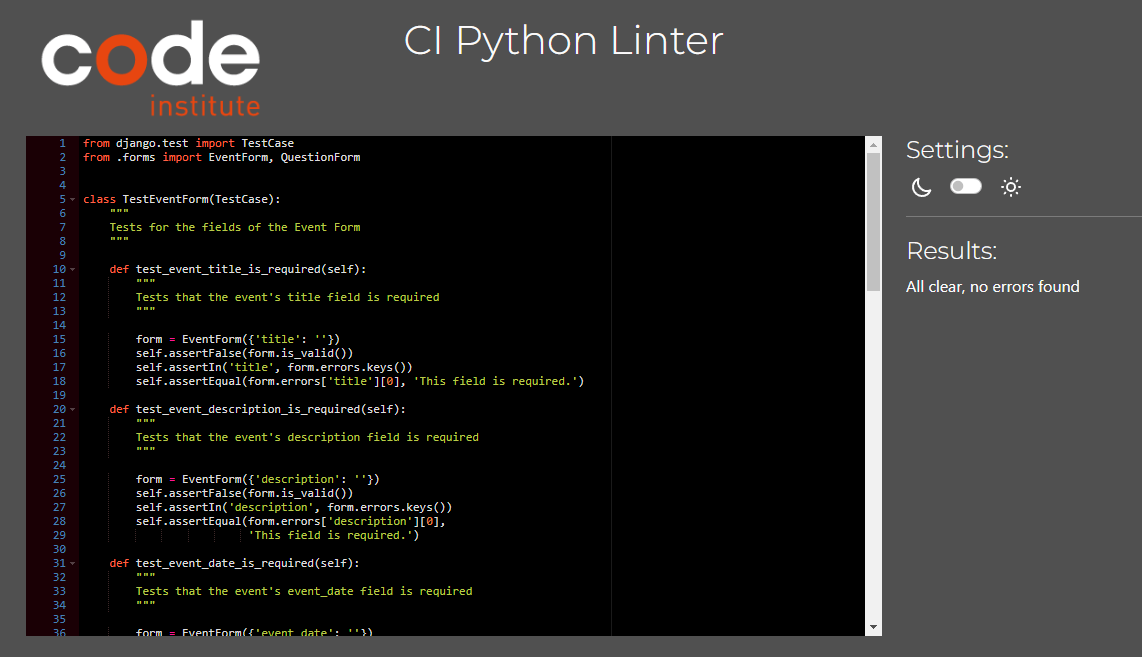 code
institute
CI Python Linter
1 from django.test import TestCase
2 from .forms import EventForm, QuestionForm
3
4
5 class TestEventForm(TestCase):
6     """
7     Tests for the fields of the Event Form
8     """
9
10     def test_event_title_is_required(self):
11         """
12         Tests that the event's title field is required
13         """
14
15         form = EventForm({'title': ''})
16         self.assertFalse(form.is_valid())
17         self.assertIn('title', form.errors.keys())
18         self.assertEqual(form.errors['title'][0], 'This field is required.')
19
20     def test_event_description_is_required(self):
21         """
22         Tests that the event's description field is required
23         """
24
25         form = EventForm({'description': ''})
26         self.assertFalse(form.is_valid())
27         self.assertIn('description', form.errors.keys())
28         self.assertEqual(form.errors['description'][0],
29                          'This field is required.')
30
31     def test_event_date_is_required(self):
32         """
33         Tests that the event's event_date field is required
34         """
35
36         form = EventForm({'event_date': ''})
Settings:
Results:
All clear, no errors found